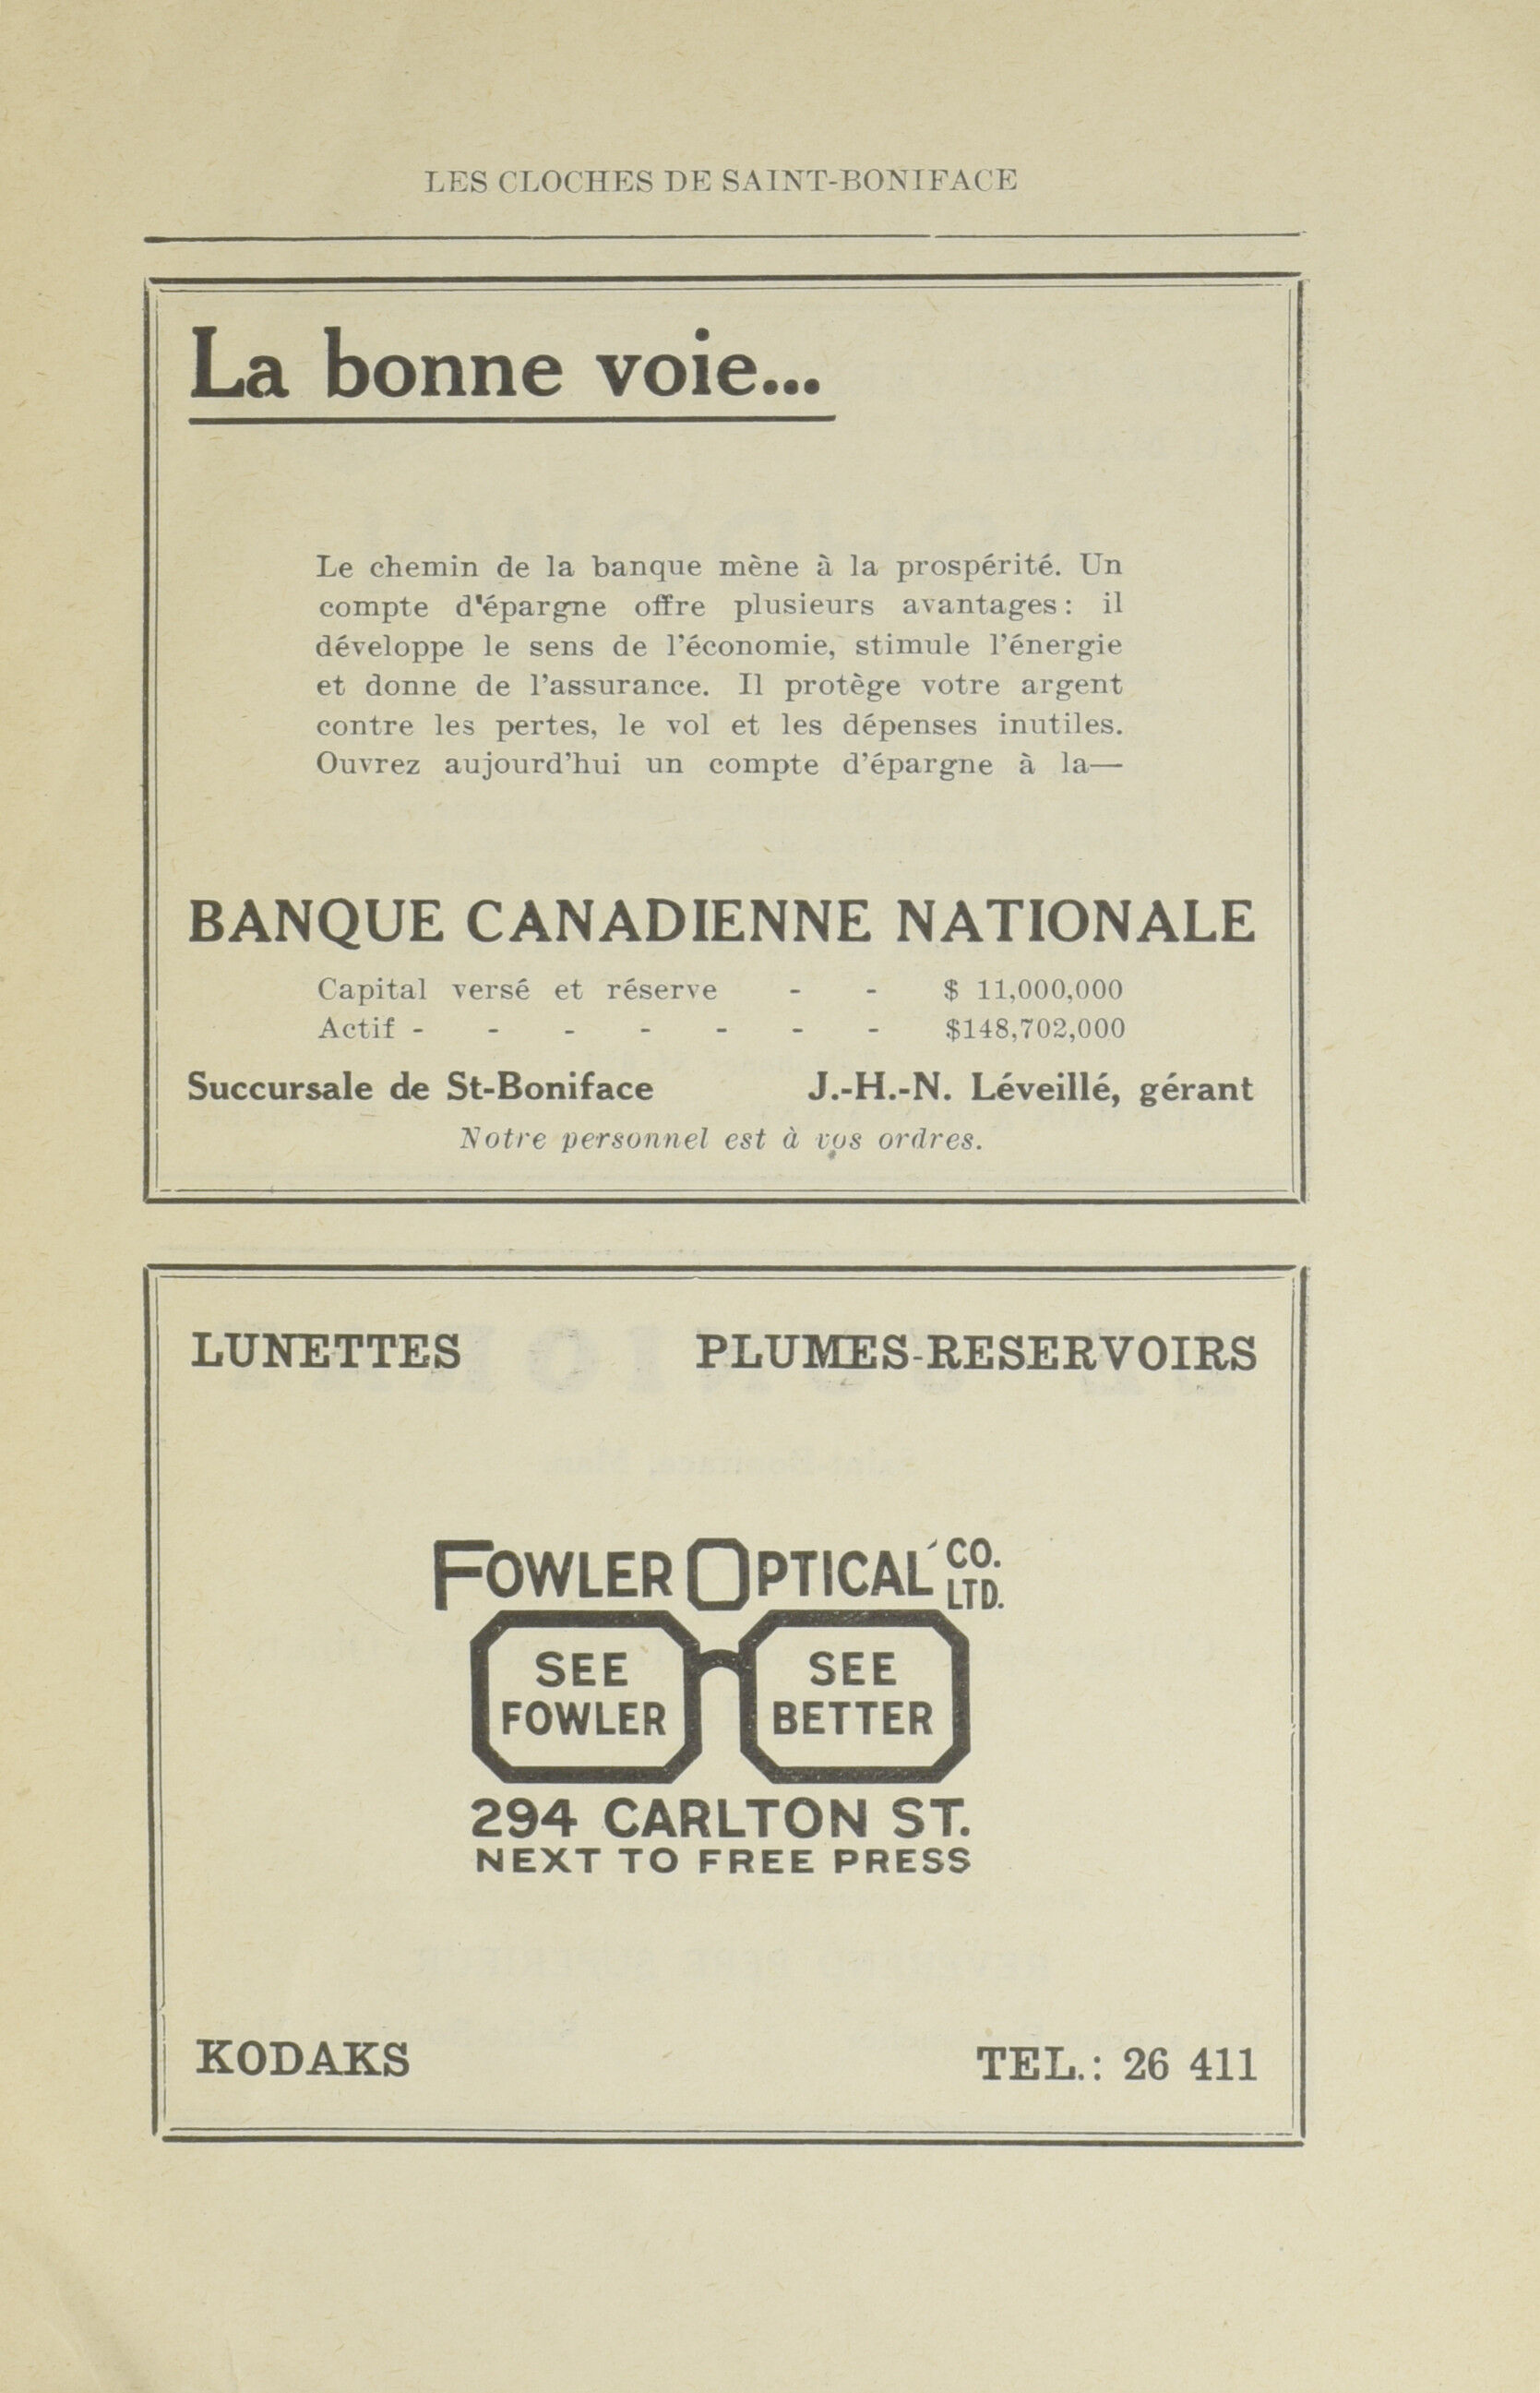 LES CLOCHES DE SAINT-BONIFACE
La bonne voie...
Le chemin de la banque mène à la prospérité. Un
compte d'épargne offre plusieurs avantages: il
développe le sens de l'économie, stimule l'énergie
et donne de l'assurance. Il protège votre argent
contre les pertes, le vol et les dépenses inutiles.
Ouvrez aujourd'hui un compte d'épargne à la—
BANQUE CANADIENNE NATIONALE
Capital versé et réserve - - $ 11,000,000
Actif - - - - - - - $148,702,000
Succursale de St-Boniface J.-H.-N. Léveillé, gérant
Notre personnel est à vos ordres.
LUNETTES PLUMES-RESERVOIRS
FOWLER OPTICAL CO. LTD.
SEE FOWLER
SEE BETTER
294 CARLTON ST.
NEXT TO FREE PRESS
KODAKS TEL.: 26 411